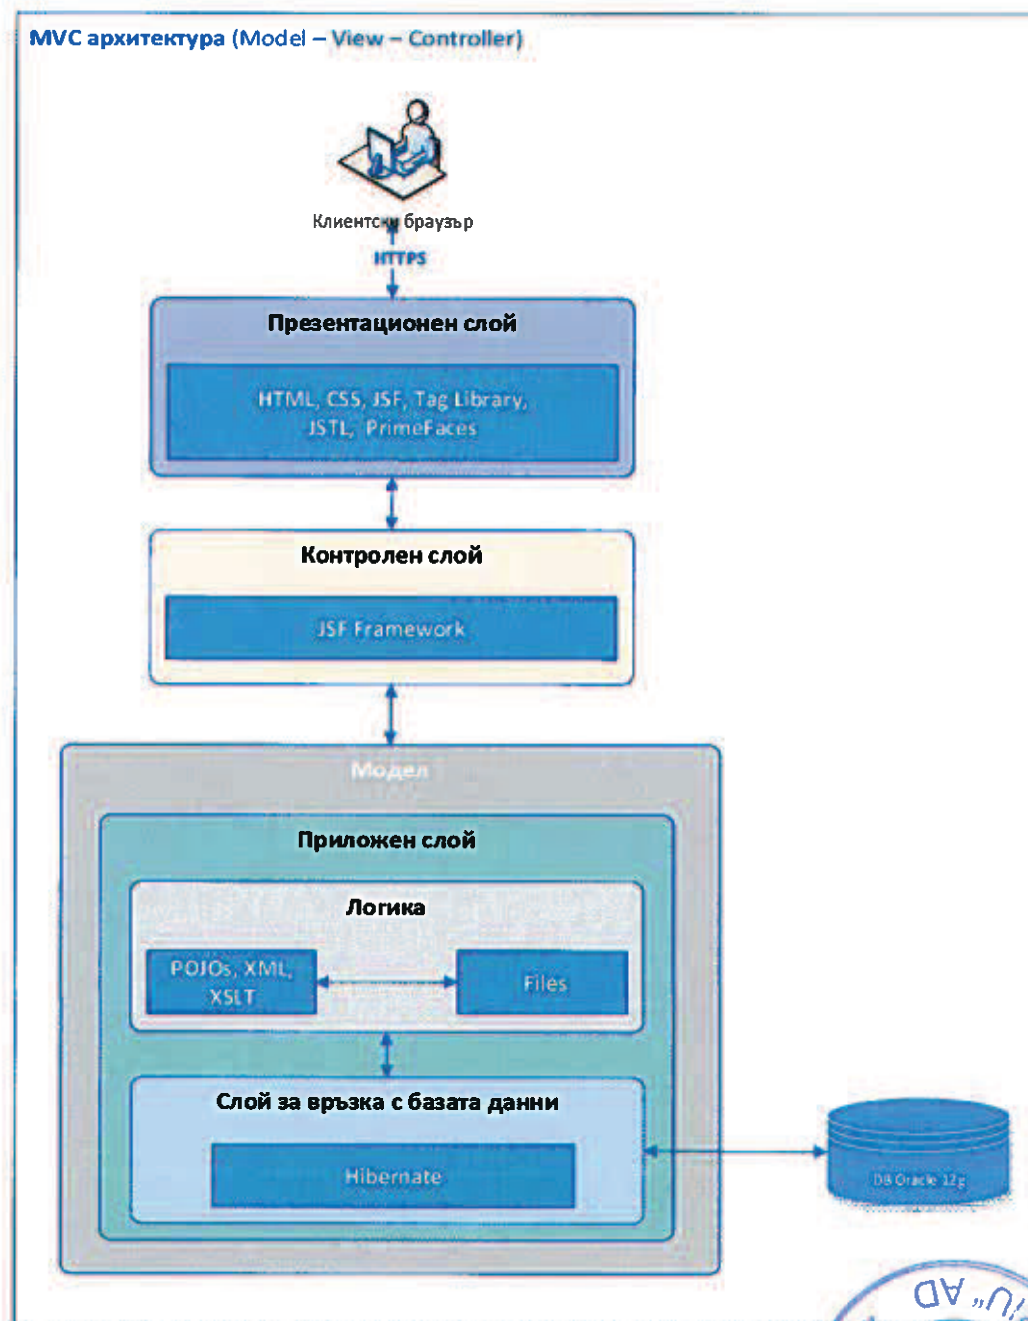 MVC архитектура (Model – View – Controller)
Клиентски браузър
HTTPS
Презентационен слой
HTML, CSS, JSF, Tag Library,
JSTL, PrimeFaces
Контролен слой
JSF Framework
Модел
Приложен слой
Логика
POJOs, XML,
XSLT
Files
Слой за връзка с базата данни
Hibernate
DB Oracle 12g
AD